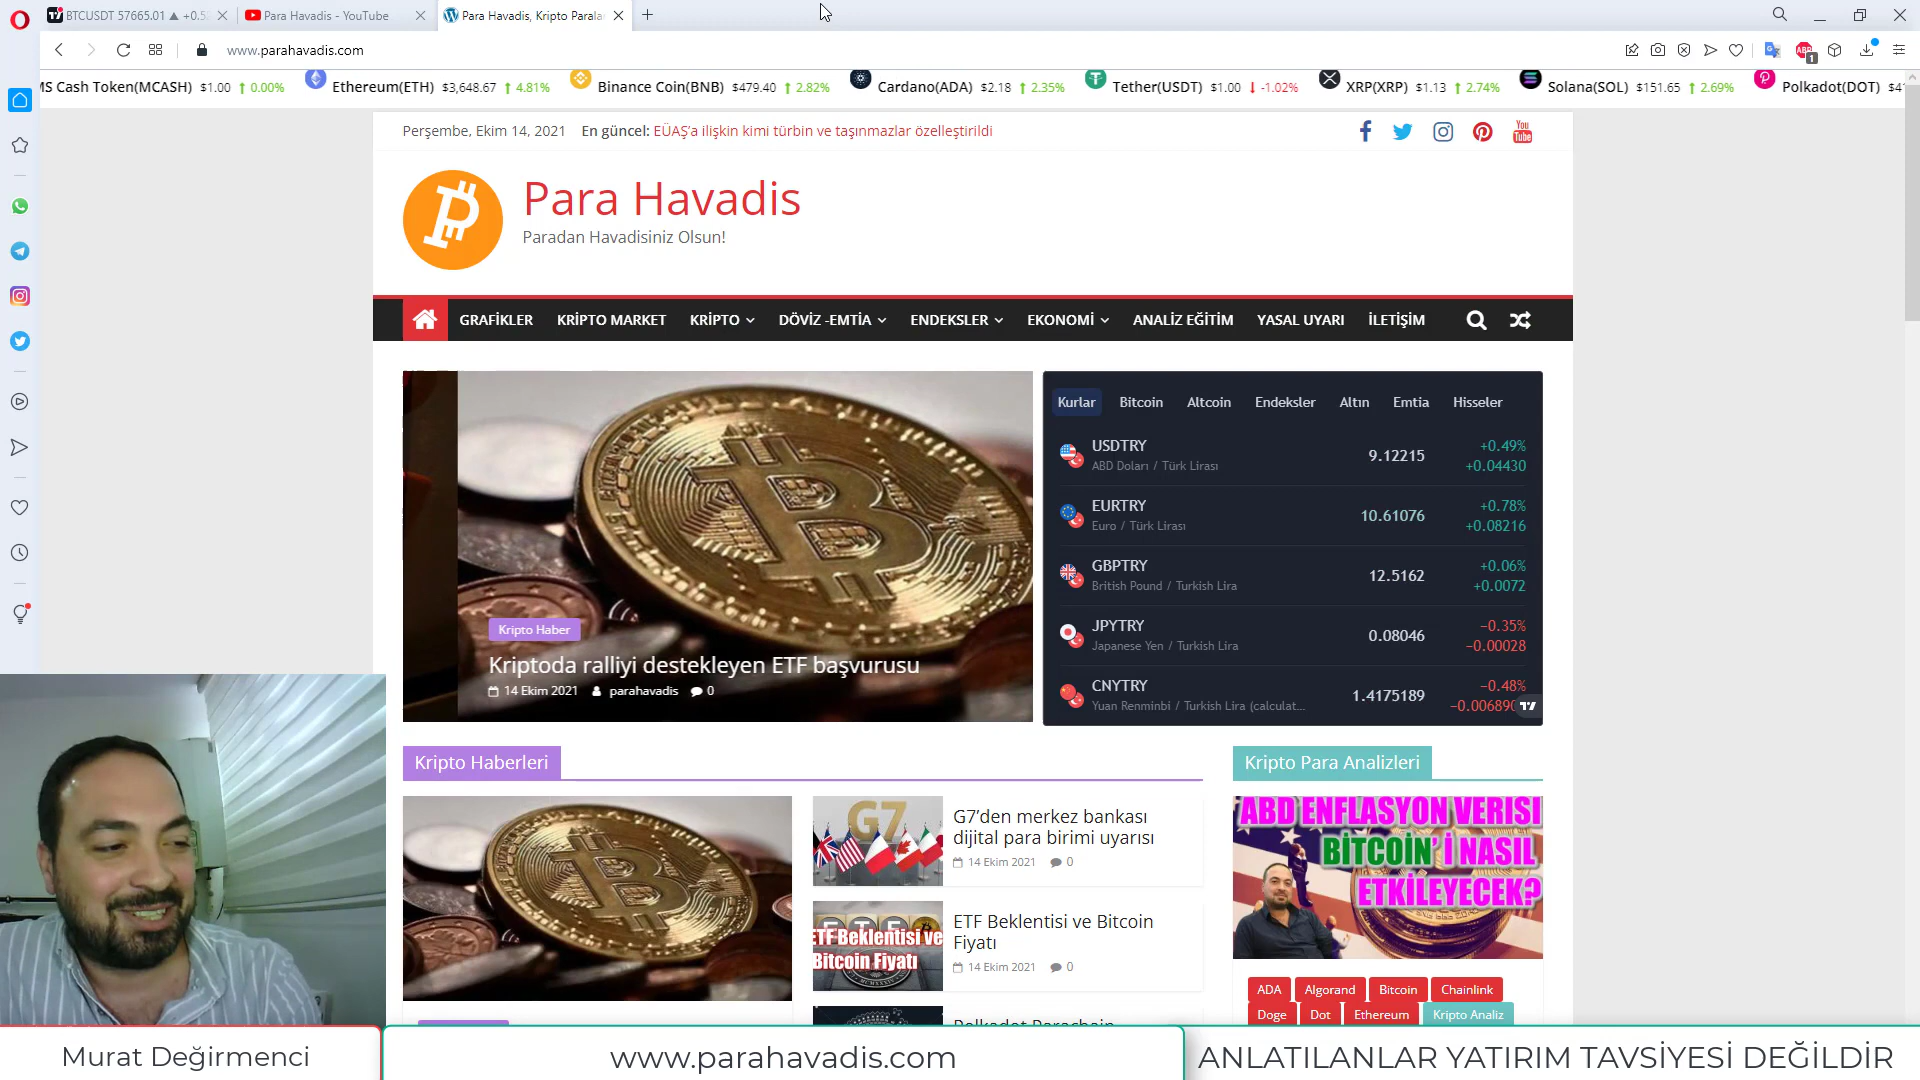 BTCUSDT 57665.01 ▲ +0.5
Para Havadis - YouTube
Para Havadis, Kripto Parala
www.parahavadis.com
MS Cash Token(MCASH) $1.00 ↑ 0.00% Ethereum(ETH) $3,648.67 ↑ 4.81% Binance Coin(BNB) $479.40 ↑ 2.82% Cardano(ADA) $2.18 ↑ 2.35% Tether(USDT) $1.00 ↓ -1.02% XRP(XRP) $1.13 ↑ 2.74% Solana(SOL) $151.65 ↑ 2.69% Polkadot(DOT)
Perşembe, Ekim 14, 2021 En güncel: EÜAŞ'a ilişkin kimi türbin ve taşınmazlar özelleştirildi
You Tube
Para Havadis
Paradan Havadisiniz Olsun!
GRAFİKLER KRİPTO MARKET KRİPTO DÖVİZ -EMTİA ENDEKSLER EKONOMİ ANALİZ EĞİTİM YASAL UYARI İLETİŞİM
Kripto Haber
Kriptoda ralliyi destekleyen ETF başvurusu
14 Ekim 2021 parahavadis 0
Kurlar Bitcoin Altcoin Endeksler Altın Emtia Hisseler
USDTRY 9.12215 +0.49%
ABD Doları / Türk Lirası +0.04430
EURTRY 10.61076 +0.78%
Euro / Türk Lirası +0.08216
GBPTRY 12.5162 +0.06%
British Pound / Turkish Lira +0.0072
JPYTRY 0.08046 −0.35%
Japanese Yen / Turkish Lira −0.00028
CNYTRY 1.4175189 −0.48%
Yuan Renminbi / Turkish Lira (calculat... −0.006890
Kripto Haberleri
G7'den merkez bankası
dijital para birimi uyarısı
14 Ekim 2021 0
G7
ETF Beklentisi ve Bitcoin
Fiyatı
14 Ekim 2021 0
ETF Beklentisi ve
Bitcoin Fiyatı
Polkadot Parachain
Kripto Para Analizleri
ABD ENFLASYON VERISI
BİTCOİN' İ NASIL
ETKİLEYECEK?
ADA Algorand Bitcoin Chainlink
Doge Dot Ethereum Kripto Analiz
Murat Değirmenci
www.parahavadis.com
ANLATILANLAR YATIRIM TAVSİYESİ DEĞİLDİR